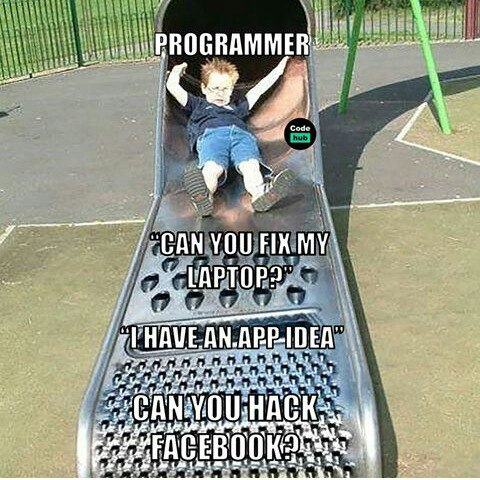 PROGRAMMER
Code
hub
"CAN YOU FIX MY
LAPTOP?"
"I HAVE AN APP IDEA"
CAN YOU HACK
FACEBOOK?